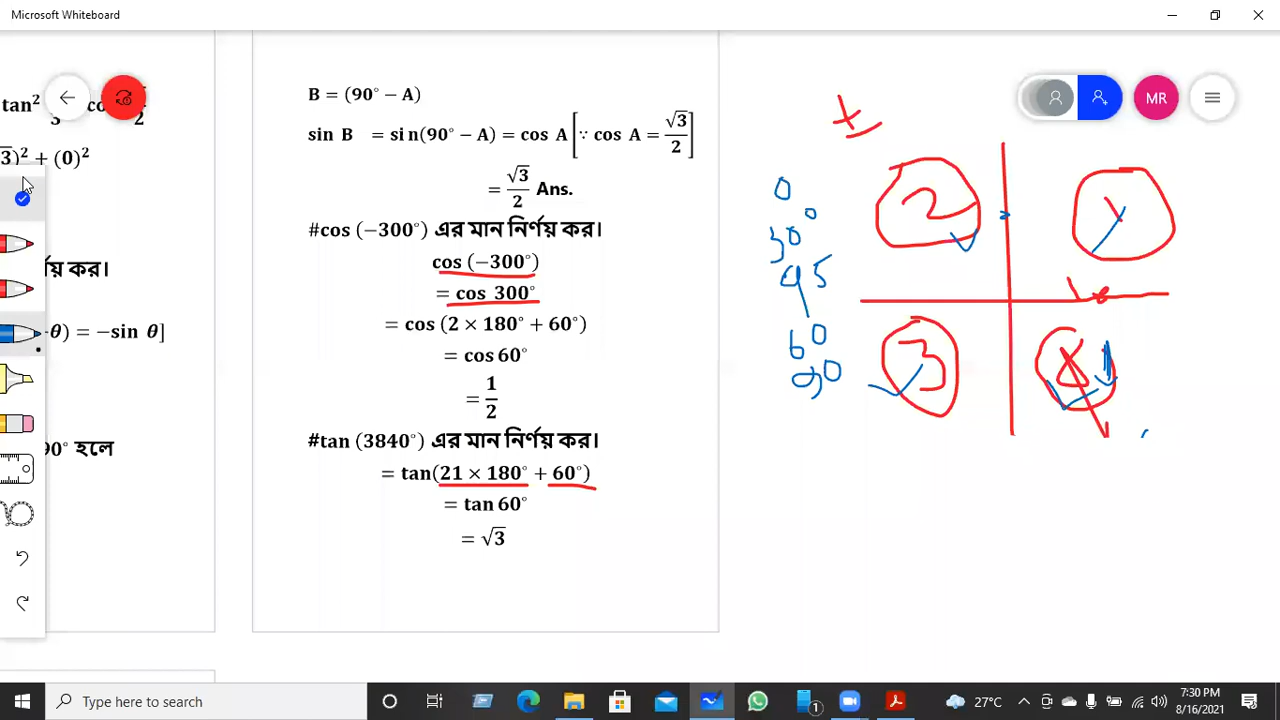 Microsoft Whiteboard
tan²
3)² + (0)²
র্ণয় কর।
θ) = −sin θ]
90° হলে
B = (90° − A)
sin B = sin(90° − A) = cos A [∵ cos A = √3/2]
= √3/2 Ans.
#cos (−300°) এর মান নির্ণয় কর।
cos (−300°)
= cos 300°
= cos (2 × 180° + 60°)
= cos 60°
= 1/2
#tan (3840°) এর মান নির্ণয় কর।
= tan(21 × 180° + 60°)
= tan 60°
= √3
MR
0
30°
45
60
90
2
3
Type here to search
1
27°C
7:30 PM
8/16/2021